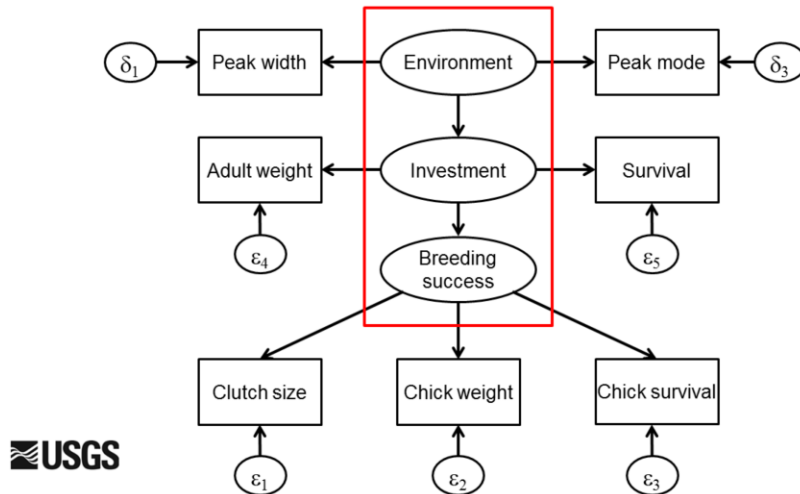 δ1
Peak width
Environment
Peak mode
δ3
Adult weight
Investment
Survival
ε4
Breeding
success
ε5
Clutch size
Chick weight
Chick survival
USGS
ε1
ε2
ε3